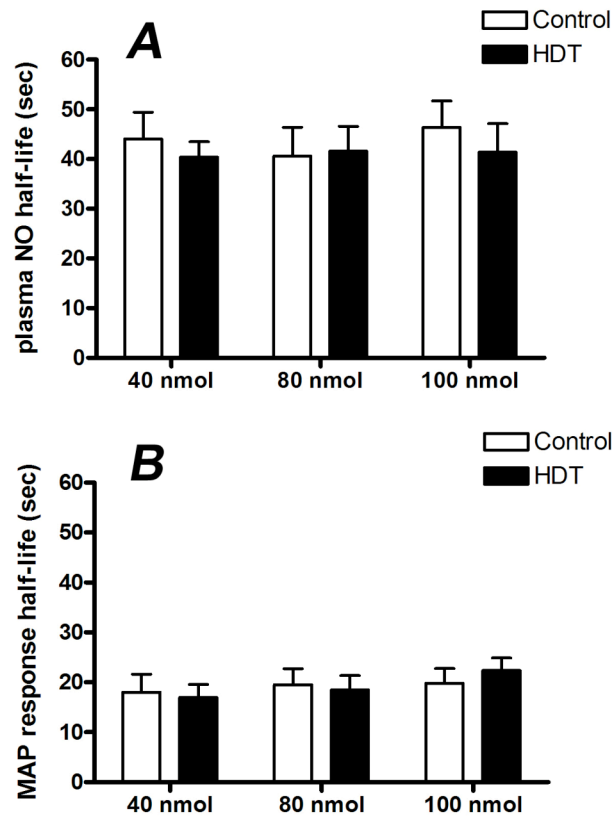 A
Control
HDT
plasma NO half-life (sec)
60
50
40
30
20
10
0
40 nmol 80 nmol 100 nmol
B
Control
HDT
MAP response half-life (sec)
60
50
40
30
20
10
0
40 nmol 80 nmol 100 nmol